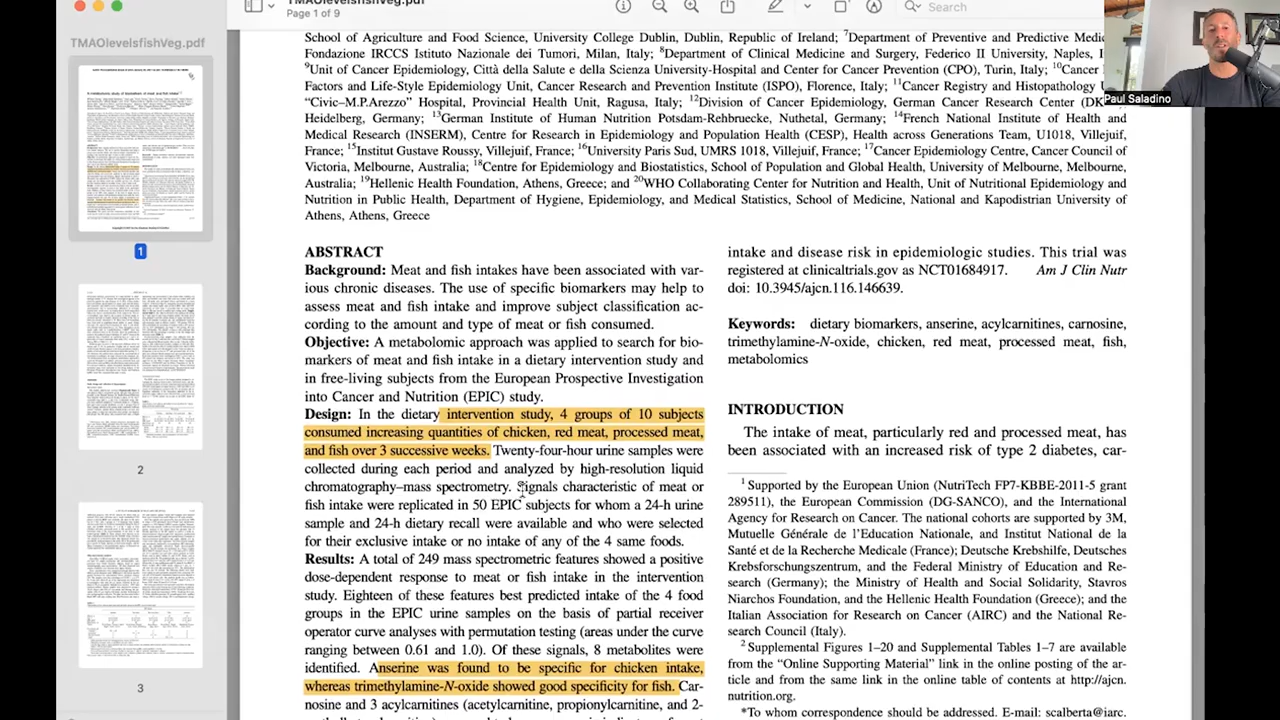 TMAOlevelsfishVeg.pdf
Page 1 of 9
Search
TMAOlevelsfishVeg.pdf
1
2
3
Paul Saladino
School of Agriculture and Food Science, University College Dublin, Dublin, Republic of Ireland; 7Department of Preventive and Predictive Medic
Fondazione IRCCS Istituto Nazionale dei Tumori, Milan, Italy; 8Department of Clinical Medicine and Surgery, Federico II University, Naples, I
9Unit of Cancer Epidemiology, Città della Salute e della Scienza University-Hospital and Center for Cancer Prevention (CPO), Turin, Italy; 10Cancer
Factors and Life-Style Epidemiology Unit, Cancer Research and Prevention Institute (ISPO), Florence, Italy; 11Cancer Registry and Histopathology U
"Civic–M.P.Arezzo" Hospital, Provincial Health Unit, Ragusa, Italy; 12Division of Cancer Epidemiology, German Cancer Research Center (DK
Heidelberg, Germany; 13German Institute of Human Nutrition Potsdam-Rehbruecke, Nuthetal, Germany; 14French National Institute of Health and
Medical Research (INSERM), Centre for Research in Epidemiology and Population Health (CESP), Health across Generations Team, U1018, Villejuif,
France; 15Institut Gustave Roussy, Villejuif, France; 16University Paris Sud, UMRS 1018, Villejuif, France; 17Cancer Epidemiology Centre, Cancer Council of
Victoria, Melbourne, Australia; 18Centre for Epidemiology and Biostatistics, School of Population and Global Health, University of Melbourne, Melbourne,
Australia; 19Hellenic Health Foundation, Athens, Greece; and 20WHO Collaborating Center for Nutrition and Health, Unit of Nutritional Epidemiology and
Nutrition in Public Health, Department of Hygiene, Epidemiology, and Medical Statistics, School of Medicine, National and Kapodistrian University of
Athens, Athens, Greece
ABSTRACT
Background: Meat and fish intakes have been associated with var-
ious chronic diseases. The use of specific biomarkers may help to
assess meat and fish intake and improve subject classification ac-
cording to the amount and type of meat or fish consumed.
Objective: A metabolomic approach was applied to search for bio-
markers of meat and fish intake in a dietary intervention study and
in free-living subjects from the European Prospective Investigation
into Cancer and Nutrition (EPIC) study.
Design: In the dietary intervention study, 4 groups of 10 subjects
consumed increasing quantities of chicken, red meat, processed meat,
and fish over 3 successive weeks. Twenty-four-hour urine samples were
collected during each period and analyzed by high-resolution liquid
chromatography–mass spectrometry. Signals characteristic of meat or
fish intake were replicated in 50 EPIC subjects for whom a 24-h urine
sample and 24-h dietary recall were available and who were selected
for their exclusive intake or no intake of any of the 4 same foods.
Results: A total of 249 mass spectrometric features showed a positive
dose-dependent response to meat or fish intake in the intervention
study. Eighteen of these features best predicted intake of the 4 food
groups in the EPIC urine samples on the basis of partial receiver
operator curve analyses with permutation testing (areas under the curve
ranging between 0.61 and 1.0). Of these signals, 8 metabolites were
identified. Anserine was found to be specific for chicken intake,
whereas trimethylamine-N-oxide showed good specificity for fish. Car-
nosine and 3 acylcarnitines (acetylcarnitine, propionylcarnitine, and 2-
intake and disease risk in epidemiologic studies. This trial was
registered at clinicaltrials.gov as NCT01684917. Am J Clin Nutr
doi: 10.3945/ajcn.116.146639.
Keywords: dietary biomarkers, anserine, acylcarnitines, carnosine,
trimethylamine-N-oxide, chicken, red meat, processed meat, fish,
metabolomics
INTRODUCTION
The intake of meat, particularly red and processed meat, has
been associated with an increased risk of type 2 diabetes, car-
1 Supported by the European Union (NutriTech FP7-KBBE-2011-5 grant
289511), the European Commission (DG-SANCO), and the International
Agency for Research on Cancer. The national cohorts are supported by 3M,
Mutuelle Générale de l'Education Nationale, and Institut National de la
Santé et de la Recherche Medicale (France); Deutsche Krebshilfe, Deutsches
Krebsforschungszentrum, and the Federal Ministry of Education and Re-
search (Germany); the Ministry of Health and Social Solidarity, Stavros
Niarchos Foundation, and the Hellenic Health Foundation (Greece); and the
Italian Association for Research on Cancer (AIRC) and the National Re-
search Council (Italy).
2 Supplemental Figures 1–20 and Supplemental Tables 1–7 are available
from the "Online Supporting Material" link in the online posting of the ar-
ticle and from the same link in the online table of contents at http://ajcn.
nutrition.org.
*To whom correspondence should be addressed. E-mail: scalberta@iarc.